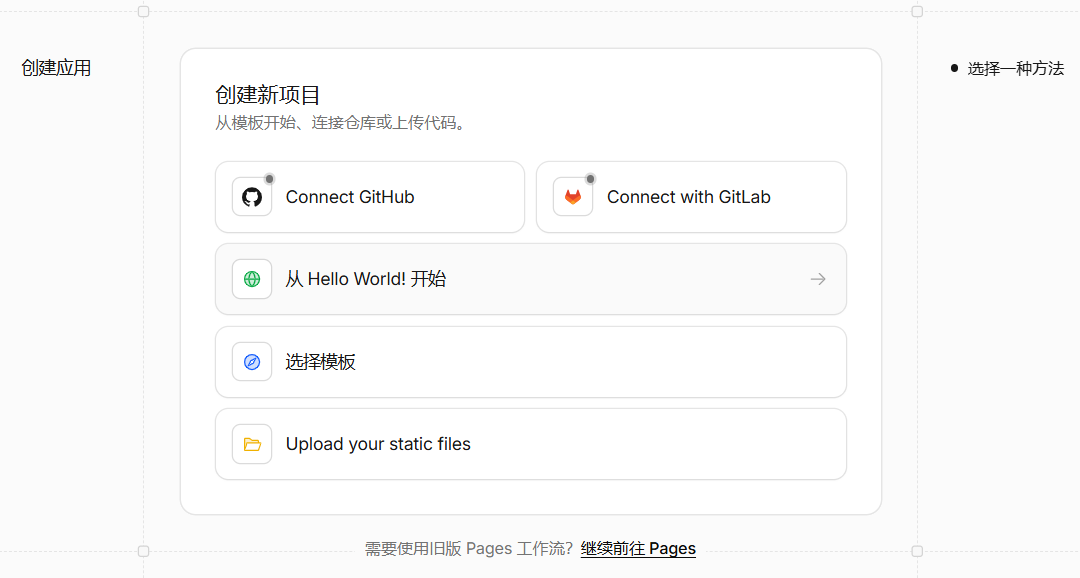 创建应用
创建新项目
从模板开始、连接仓库或上传代码。
Connect GitHub
Connect with GitLab
从 Hello World! 开始
选择模板
Upload your static files
需要使用旧版 Pages 工作流? 继续前往 Pages
选择一种方法